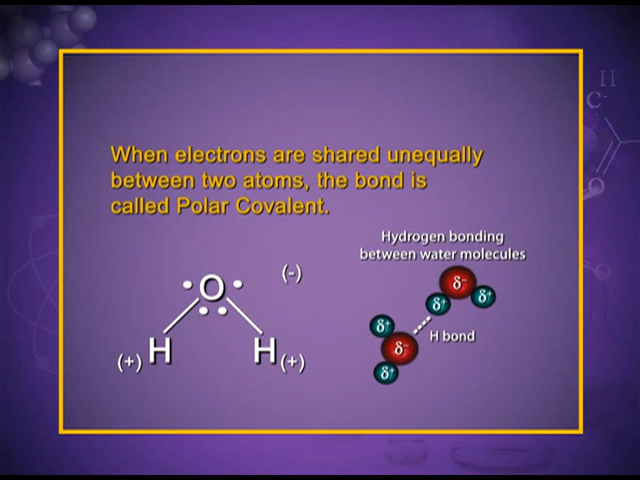 When electrons are shared unequally
between two atoms, the bond is
called Polar Covalent.
Hydrogen bonding
between water molecules
O
(-)
(+) H
H (+)
δ⁻
δ⁺
δ⁺
δ⁺
H bond
δ⁻
δ⁺
H
C
O